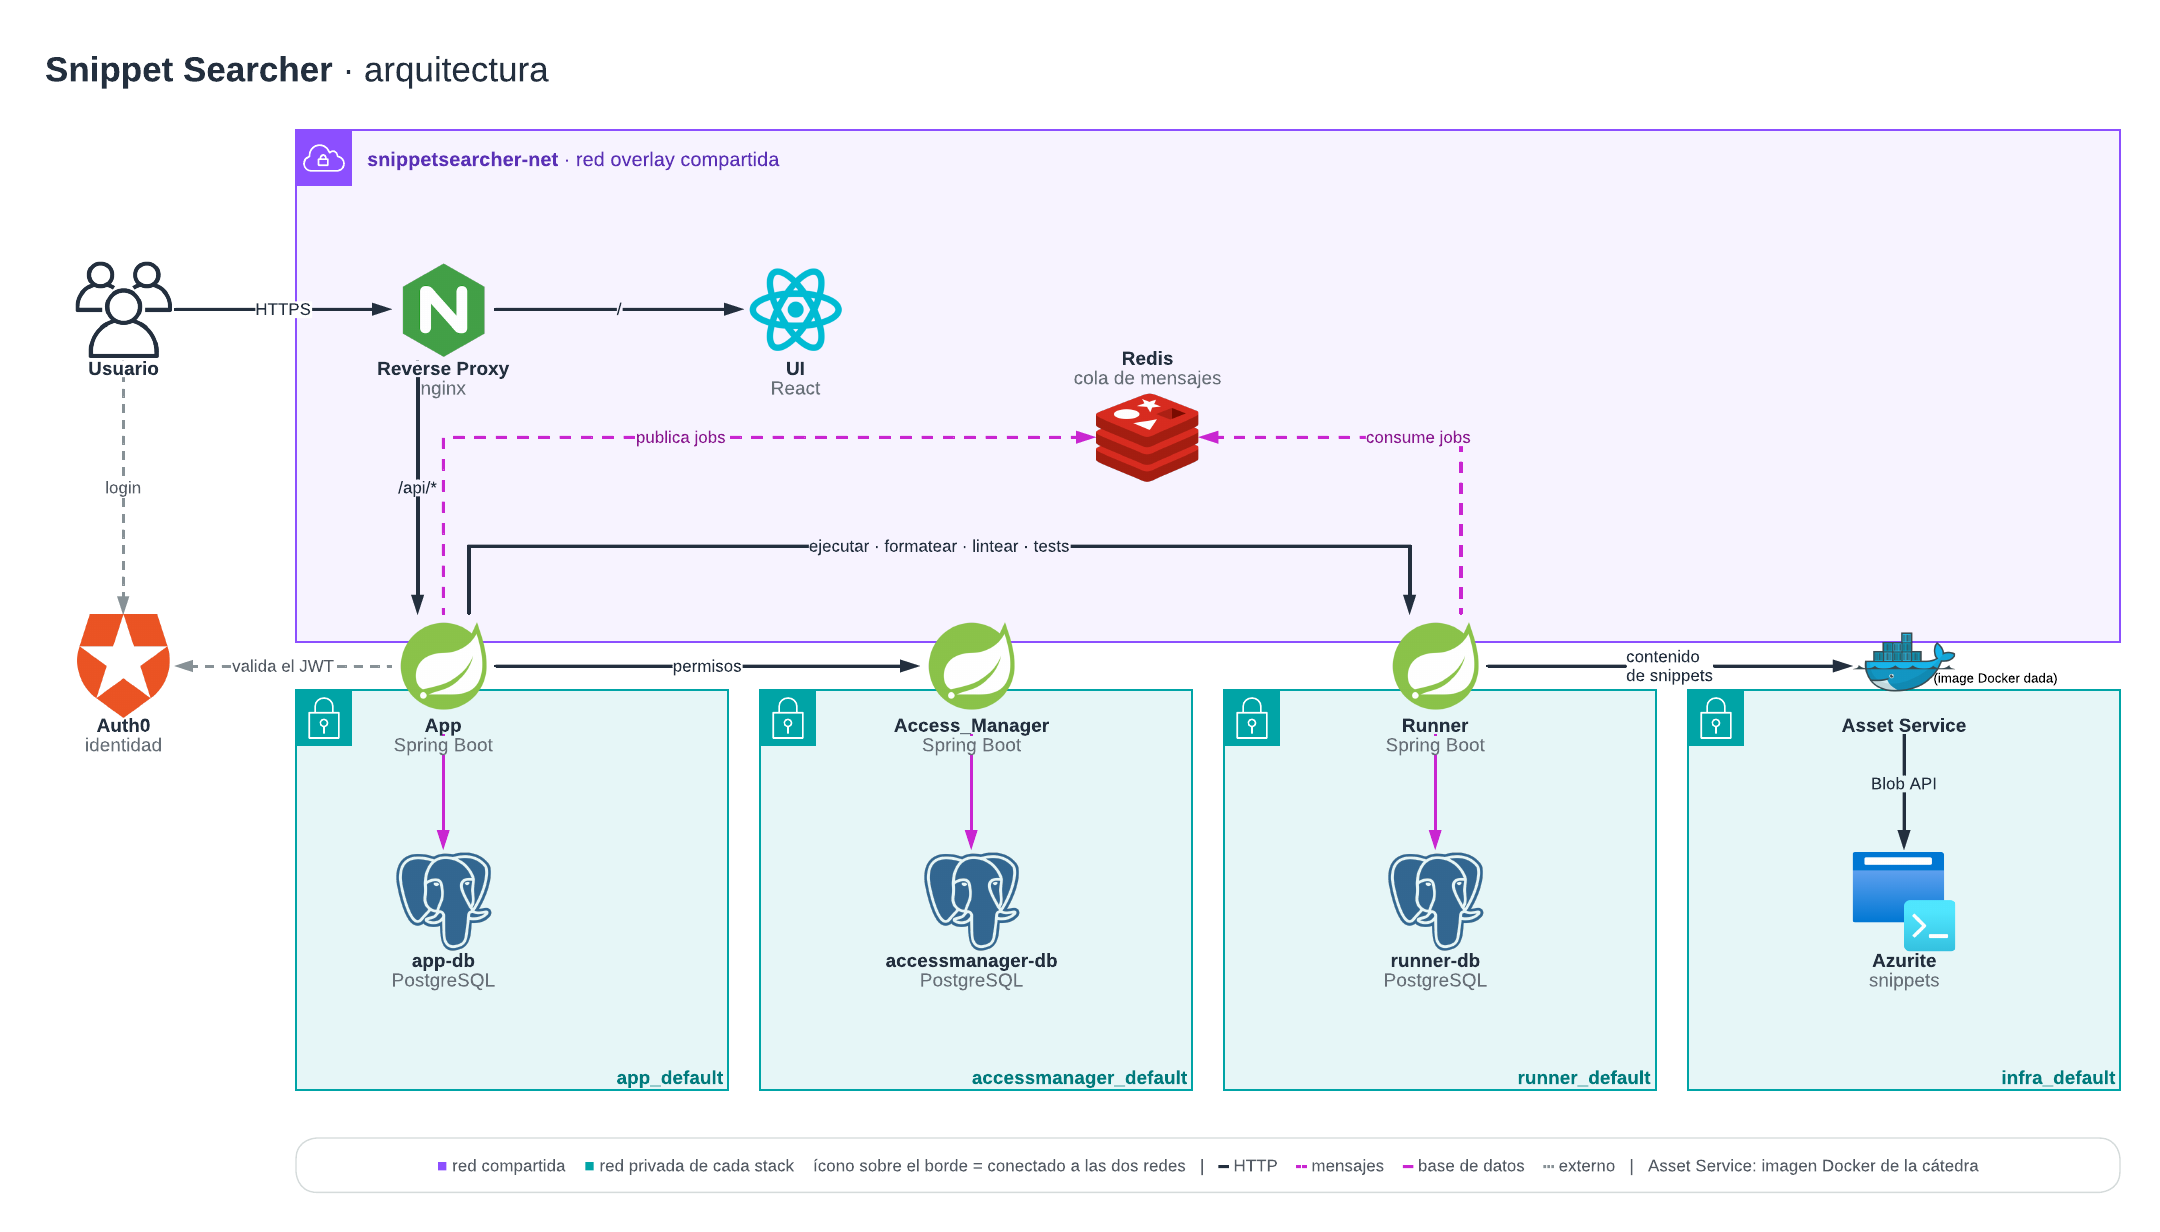 Snippet Searcher · arquitectura
snippetsearcher-net · red overlay compartida
HTTPS
/
Usuario
Reverse Proxy
nginx
UI
React
Redis
cola de mensajes
publica jobs
consume jobs
login
/api/*
ejecutar · formatear · lintear · tests
valida el JWT
permisos
contenido
de snippets
(image Docker dada)
Auth0
identidad
App
Spring Boot
Access_Manager
Spring Boot
Runner
Spring Boot
Asset Service
Blob API
app-db
PostgreSQL
accessmanager-db
PostgreSQL
runner-db
PostgreSQL
Azurite
snippets
app_default
accessmanager_default
runner_default
infra_default
red compartida red privada de cada stack ícono sobre el borde = conectado a las dos redes | HTTP mensajes base de datos externo | Asset Service: imagen Docker de la cátedra